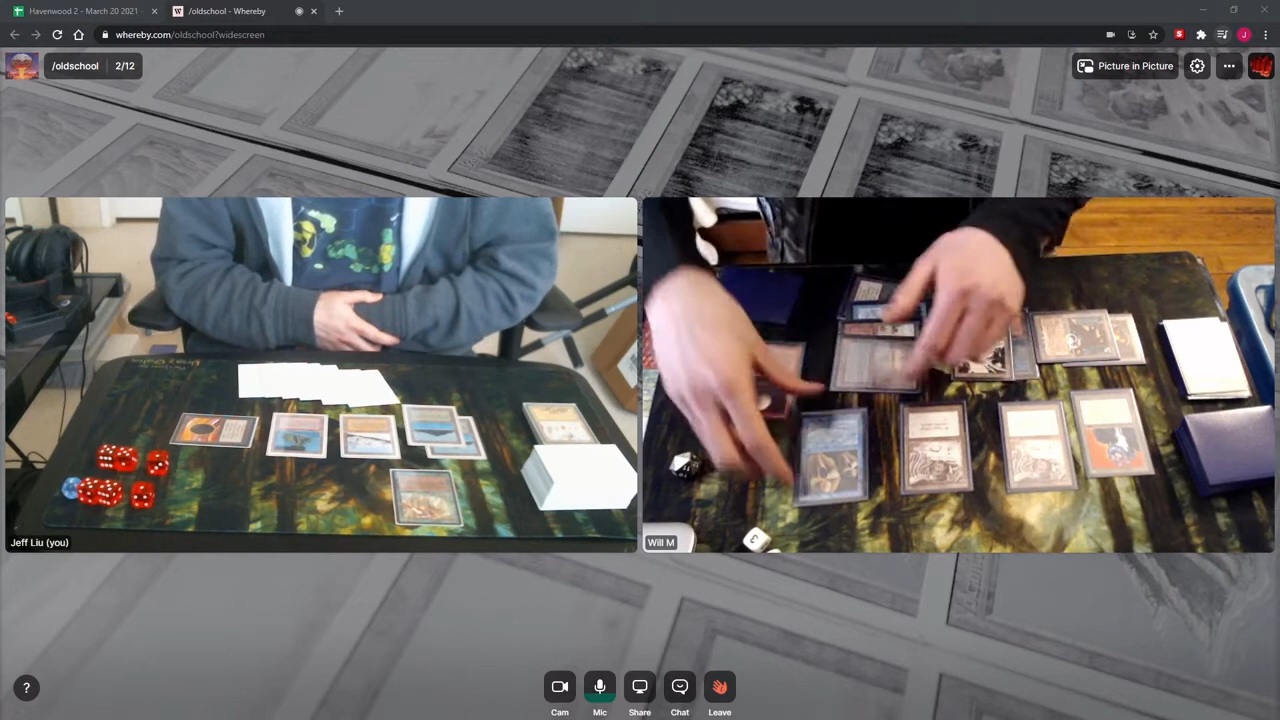 Havenwood 2 - March 20 2021 -
/oldschool - Whereby
whereby.com/oldschool?widescreen
/oldschool
2/12
Picture in Picture
J
S
Jeff Liu (you)
Will M
?
Cam
Mic
Share
Chat
Leave